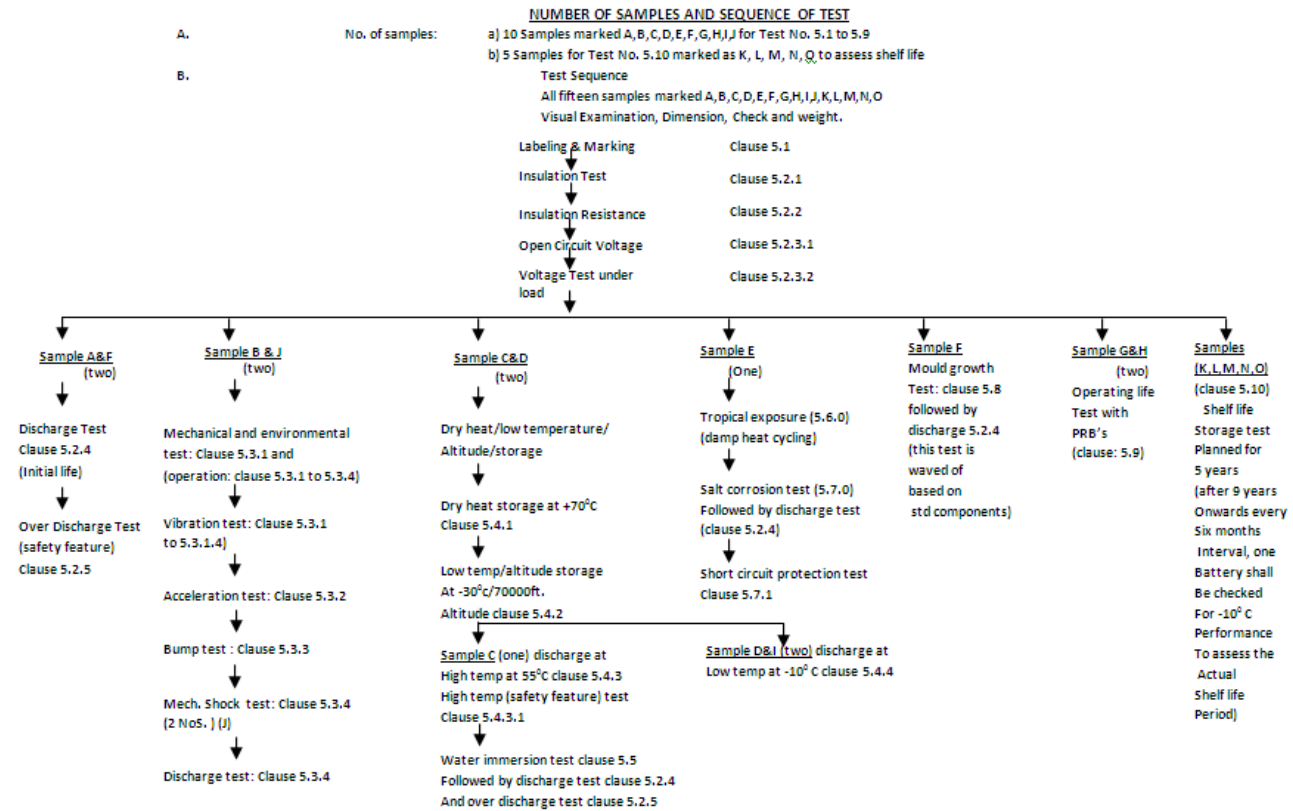 NUMBER OF SAMPLES AND SEQUENCE OF TEST
A. No. of samples: a) 10 Samples marked A,B,C,D,E,F,G,H,I,J for Test No. 5.1 to 5.9
b) 5 Samples for Test No. 5.10 marked as K, L, M, N, O to assess shelf life
B. Test Sequence
All fifteen samples marked A,B,C,D,E,F,G,H,I,J,K,L,M,N,O
Visual Examination, Dimension, Check and weight.
Labeling & Marking Clause 5.1
Insulation Test Clause 5.2.1
Insulation Resistance Clause 5.2.2
Open Circuit Voltage Clause 5.2.3.1
Voltage Test under Clause 5.2.3.2
load
Sample A&F
(two)
Discharge Test
Clause 5.2.4
(Initial life)
Over Discharge Test
(safety feature)
Clause 5.2.5
Sample B & J
(two)
Mechanical and environmental
test: Clause 5.3.1 and
(operation: clause 5.3.1 to 5.3.4)
Vibration test: Clause 5.3.1
to 5.3.1.4)
Acceleration test: Clause 5.3.2
Bump test : Clause 5.3.3
Mech. Shock test: Clause 5.3.4
(2 NoS. ) (J)
Discharge test: Clause 5.3.4
Sample C&D
(two)
Dry heat/low temperature/
Altitude/storage
Dry heat storage at +70⁰C
Clause 5.4.1
Low temp/altitude storage
At -30⁰c/70000ft.
Altitude clause 5.4.2
Sample C (one) discharge at
High temp at 55⁰C clause 5.4.3
High temp (safety feature) test
Clause 5.4.3.1
Water immersion test clause 5.5
Followed by discharge test clause 5.2.4
And over discharge test clause 5.2.5
Sample D&I (two) discharge at
Low temp at -10⁰ C clause 5.4.4
Sample E
(One)
Tropical exposure (5.6.0)
(damp heat cycling)
Salt corrosion test (5.7.0)
Followed by discharge test
(clause 5.2.4)
Short circuit protection test
Clause 5.7.1
Sample F
Mould growth
Test: clause 5.8
followed by
discharge 5.2.4
(this test is
waved of
based on
std components)
Sample G&H
(two)
Operating life
Test with
PRB's
(clause: 5.9)
Samples
(K,L,M,N,O)
(clause 5.10)
Shelf life
Storage test
Planned for
5 years
(after 9 years
Onwards every
Six months
Interval, one
Battery shall
Be checked
For -10⁰ C
Performance
To assess the
Actual
Shelf life
Period)